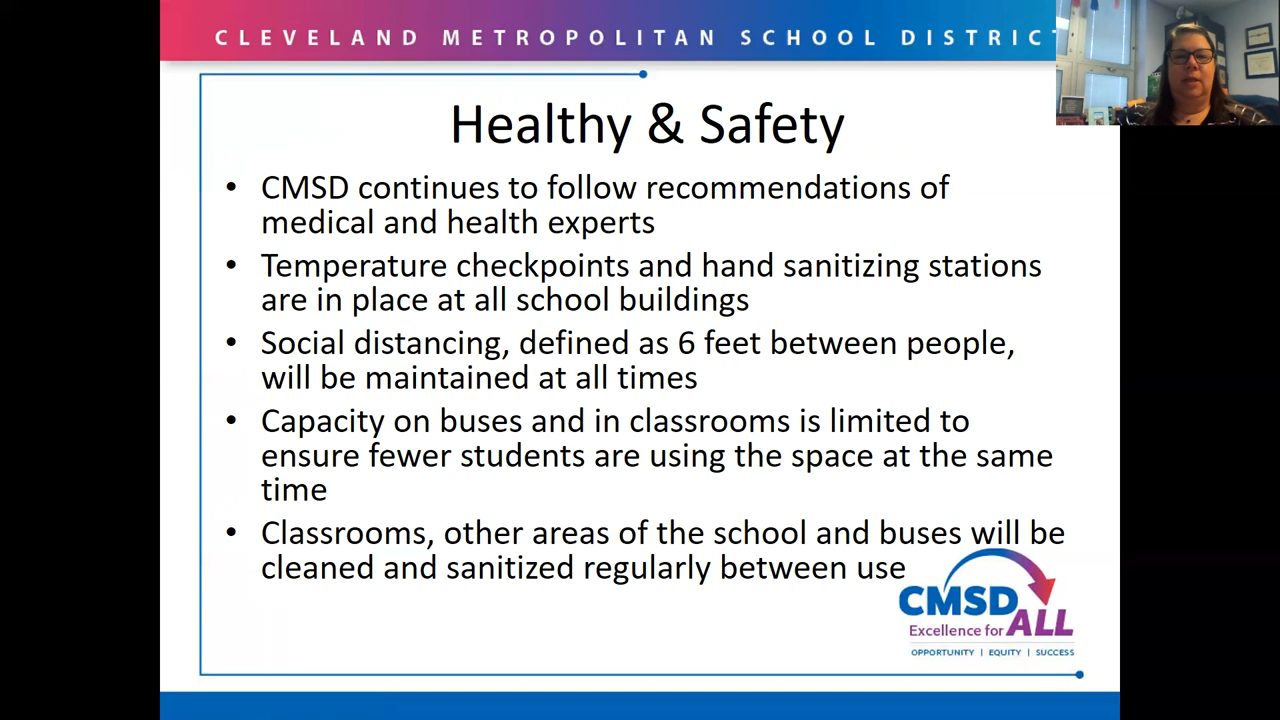 CLEVELAND METROPOLITAN SCHOOL DISTRICT
Healthy & Safety
• CMSD continues to follow recommendations of
medical and health experts
• Temperature checkpoints and hand sanitizing stations
are in place at all school buildings
• Social distancing, defined as 6 feet between people,
will be maintained at all times
• Capacity on buses and in classrooms is limited to
ensure fewer students are using the space at the same
time
• Classrooms, other areas of the school and buses will be
cleaned and sanitized regularly between use
CMSD
Excellence for ALL
OPPORTUNITY | EQUITY | SUCCESS